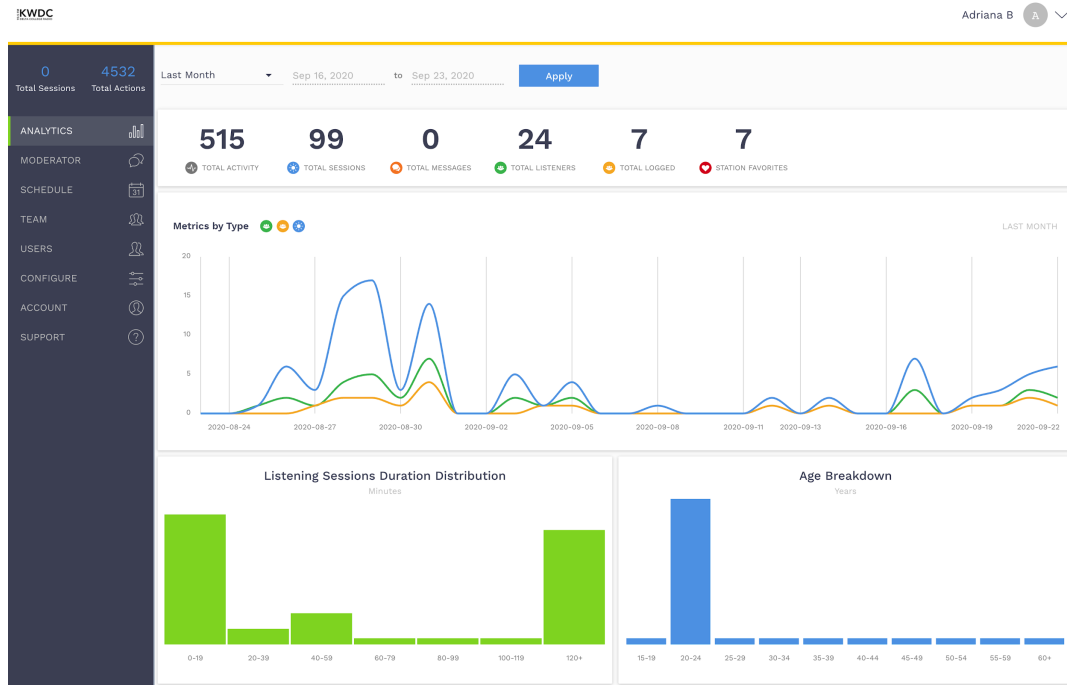 KWDC
Adriana B
A
0
4532
Total Sessions
Total Actions
ANALYTICS
MODERATOR
SCHEDULE
31
TEAM
USERS
CONFIGURE
ACCOUNT
SUPPORT
?
Last Month
Sep 16, 2020
to
Sep 23, 2020
Apply
515
99
0
24
7
7
TOTAL ACTIVITY
TOTAL SESSIONS
TOTAL MESSAGES
TOTAL LISTENERS
TOTAL LOGGED
STATION FAVORITES
Metrics by Type
LAST MONTH
20
15
10
5
0
2020-08-24
2020-08-27
2020-08-30
2020-09-02
2020-09-05
2020-09-08
2020-09-11
2020-09-13
2020-09-16
2020-09-19
2020-09-22
Listening Sessions Duration Distribution
Minutes
0-19
20-39
40-59
60-79
80-99
100-119
120+
Age Breakdown
Years
15-19
20-24
25-29
30-34
35-39
40-44
45-49
50-54
55-59
60+